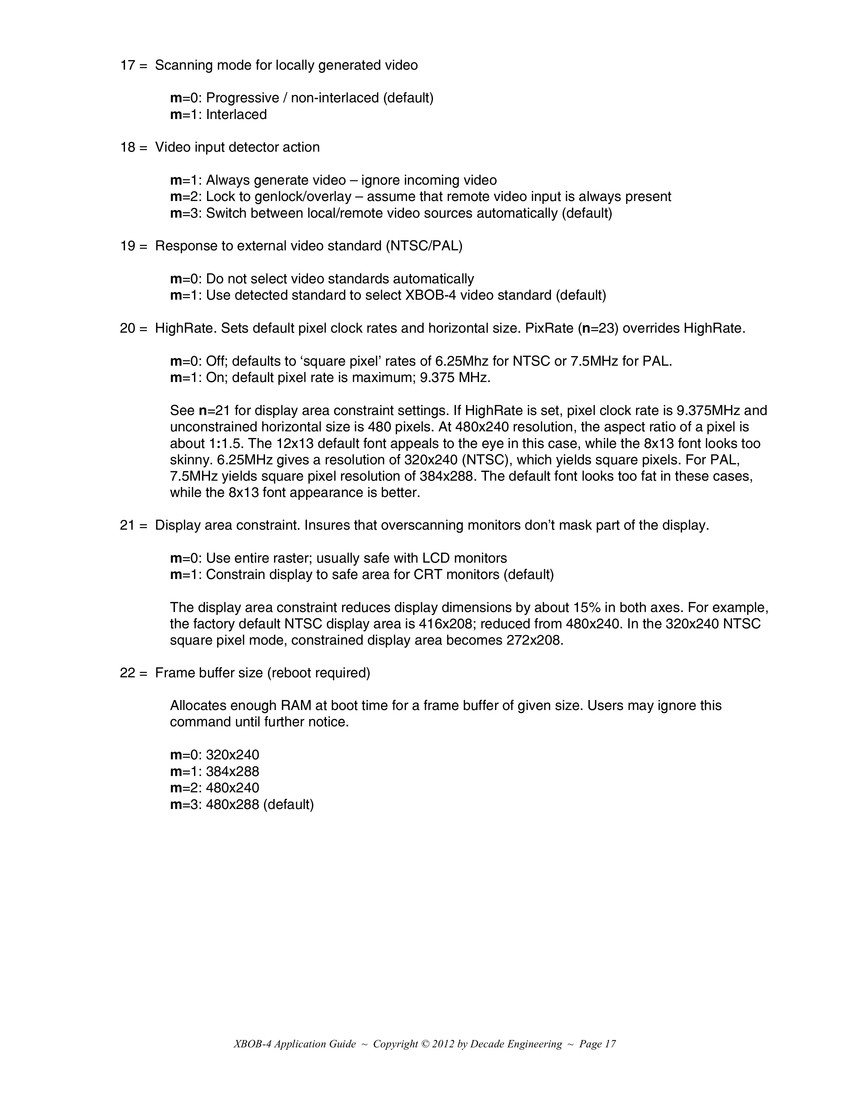 17 = Scanning mode for locally generated video
m=0: Progressive / non-interlaced (default)
m=1: Interlaced
18 = Video input detector action
m=1: Always generate video – ignore incoming video
m=2: Lock to genlock/overlay – assume that remote video input is always present
m=3: Switch between local/remote video sources automatically (default)
19 = Response to external video standard (NTSC/PAL)
m=0: Do not select video standards automatically
m=1: Use detected standard to select XBOB-4 video standard (default)
20 = HighRate. Sets default pixel clock rates and horizontal size. PixRate (n=23) overrides HighRate.
m=0: Off; defaults to ‘square pixel’ rates of 6.25Mhz for NTSC or 7.5MHz for PAL.
m=1: On; default pixel rate is maximum; 9.375 MHz.
See n=21 for display area constraint settings. If HighRate is set, pixel clock rate is 9.375MHz and
unconstrained horizontal size is 480 pixels. At 480x240 resolution, the aspect ratio of a pixel is
about 1:1.5. The 12x13 default font appeals to the eye in this case, while the 8x13 font looks too
skinny. 6.25MHz gives a resolution of 320x240 (NTSC), which yields square pixels. For PAL,
7.5MHz yields square pixel resolution of 384x288. The default font looks too fat in these cases,
while the 8x13 font appearance is better.
21 = Display area constraint. Insures that overscanning monitors don’t mask part of the display.
m=0: Use entire raster; usually safe with LCD monitors
m=1: Constrain display to safe area for CRT monitors (default)
The display area constraint reduces display dimensions by about 15% in both axes. For example,
the factory default NTSC display area is 416x208; reduced from 480x240. In the 320x240 NTSC
square pixel mode, constrained display area becomes 272x208.
22 = Frame buffer size (reboot required)
Allocates enough RAM at boot time for a frame buffer of given size. Users may ignore this
command until further notice.
m=0: 320x240
m=1: 384x288
m=2: 480x240
m=3: 480x288 (default)
XBOB-4 Application Guide ~ Copyright © 2012 by Decade Engineering ~ Page 17